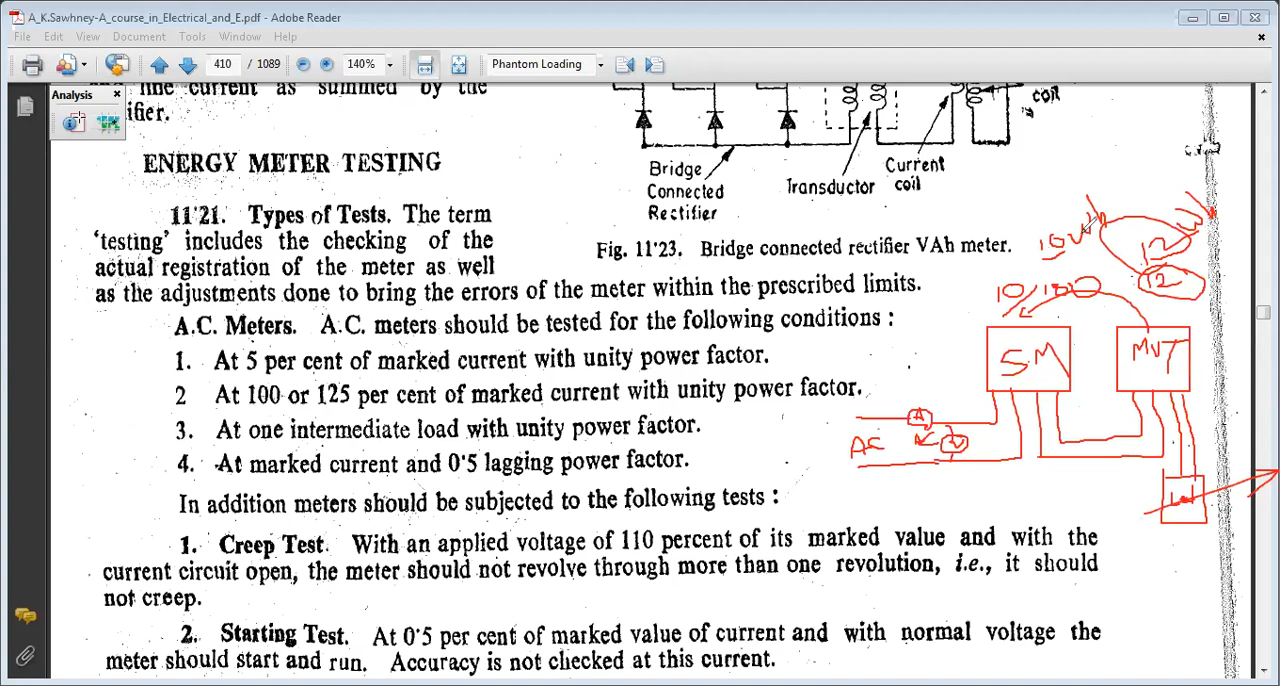 A_K.Sawhney-A_course_in_Electrical_and_E.pdf - Adobe Reader
File Edit View Document Tools Window Help
410 / 1089 140% Phantom Loading
Analysis
line current as summed by the
ifier.
coil
Bridge
Connected
Rectifier
Transductor
Current
coil
ENERGY METER TESTING
11·21. Types of Tests. The term
'testing' includes the checking of the
actual registration of the meter as well
as the adjustments done to bring the errors of the meter within the prescribed limits.
Fig. 11·23. Bridge connected rectifier VAh meter.
A.C. Meters. A.C. meters should be tested for the following conditions :
1. At 5 per cent of marked current with unity power factor.
2 At 100 or 125 per cent of marked current with unity power factor.
3. At one intermediate load with unity power factor.
4. At marked current and 0·5 lagging power factor.
In addition meters should be subjected to the following tests :
1. Creep Test. With an applied voltage of 110 percent of its marked value and with the
current circuit open, the meter should not revolve through more than one revolution, i.e., it should
not creep.
2. Starting Test. At 0·5 per cent of marked value of current and with normal voltage the
meter should start and run. Accuracy is not checked at this current.
12
12
SM
MUT
A
V
AC